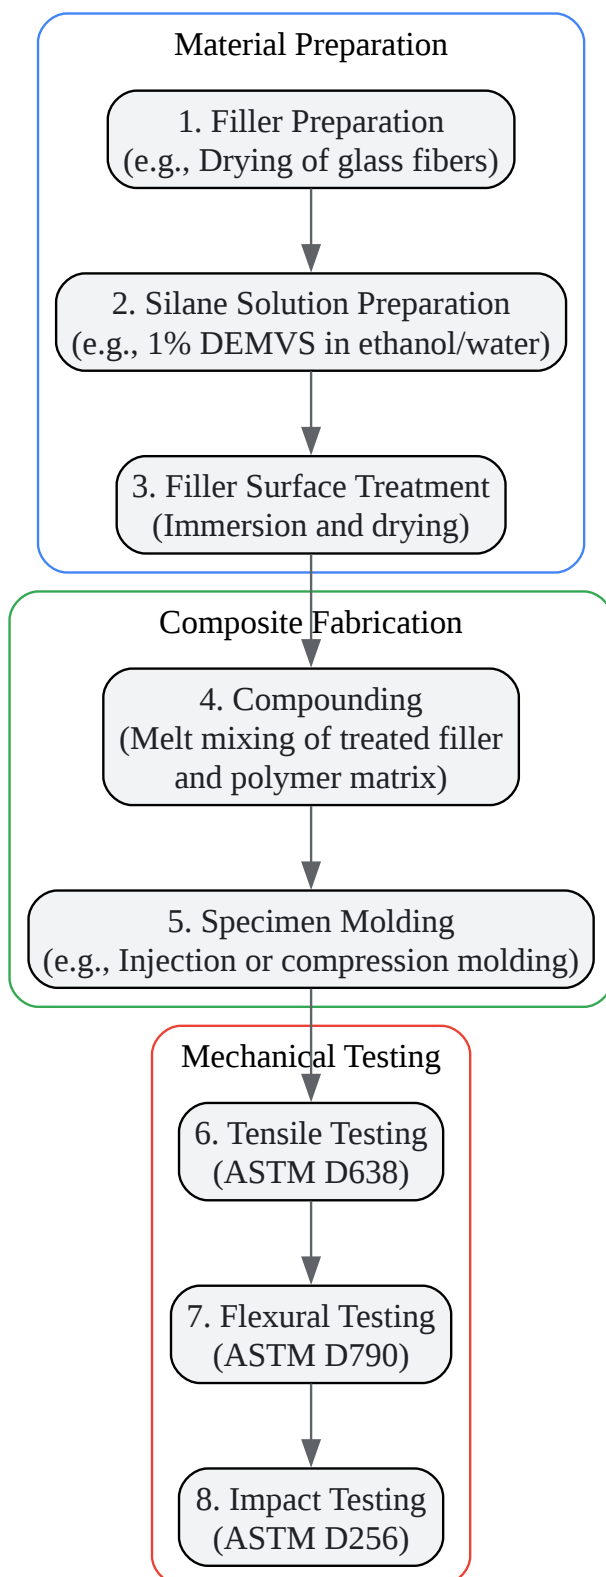 Material Preparation
1. Filler Preparation
(e.g., Drying of glass fibers)
2. Silane Solution Preparation
(e.g., 1% DEMVS in ethanol/water)
3. Filler Surface Treatment
(Immersion and drying)
Composite Fabrication
4. Compounding
(Melt mixing of treated filler
and polymer matrix)
5. Specimen Molding
(e.g., Injection or compression molding)
Mechanical Testing
6. Tensile Testing
(ASTM D638)
7. Flexural Testing
(ASTM D790)
8. Impact Testing
(ASTM D256)